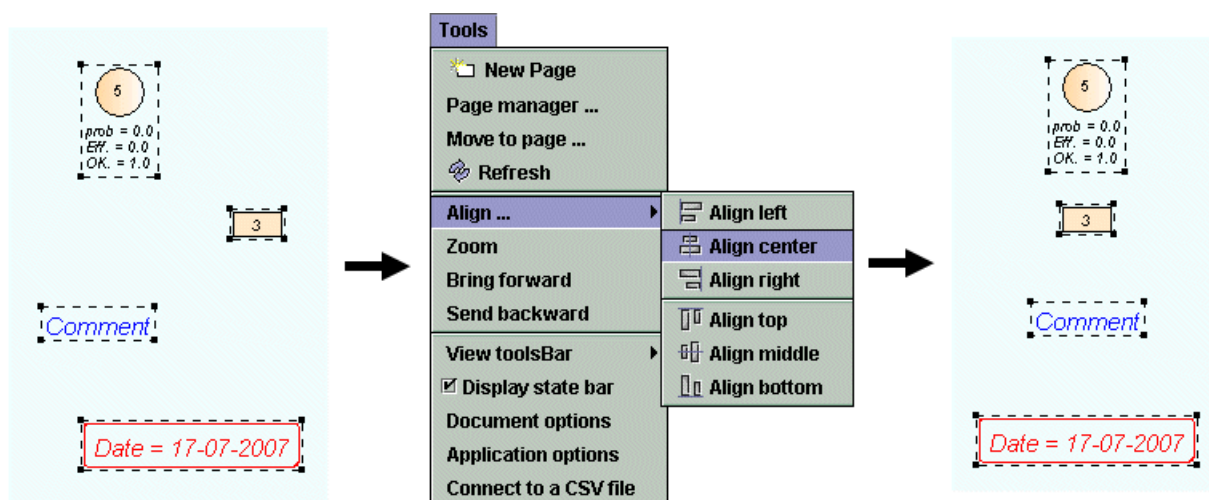 5
prob = 0.0
Eff. = 0.0
OK. = 1.0
3
Comment
Date = 17-07-2007
Tools
New Page
Page manager ...
Move to page ...
Refresh
Align ...
Zoom
Bring forward
Send backward
View toolsBar
Display state bar
Document options
Application options
Connect to a CSV file
Align left
Align center
Align right
Align top
Align middle
Align bottom
5
prob = 0.0
Eff. = 0.0
OK. = 1.0
3
Comment
Date = 17-07-2007